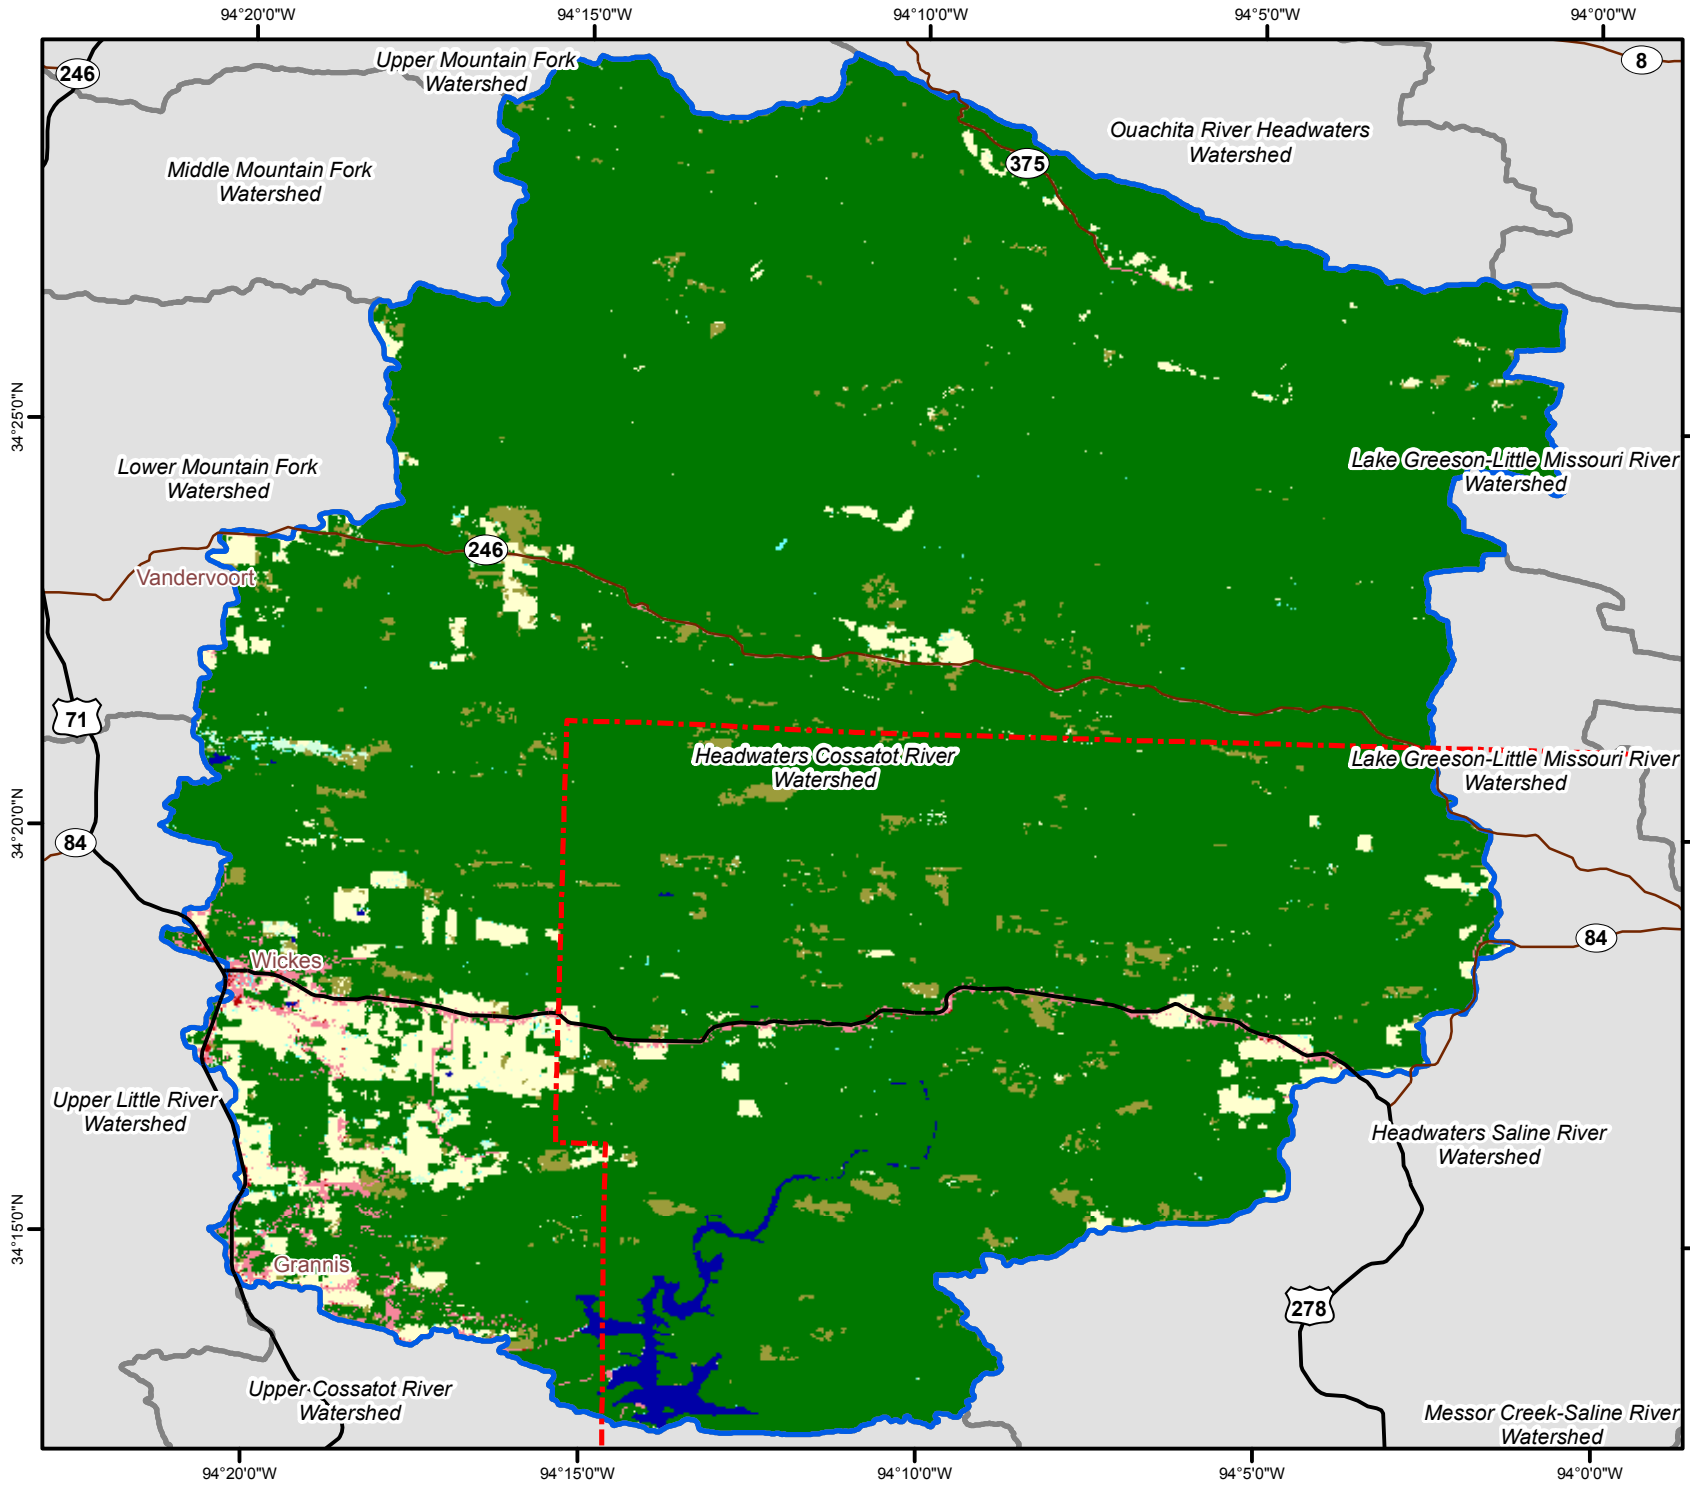 94°20'0"W
94°15'0"W
94°10'0"W
94°5'0"W
94°0'0"W
246
Upper Mountain Fork
Watershed
8
Ouachita River Headwaters
Watershed
375
Middle Mountain Fork
Watershed
34°25'0"N
Lower Mountain Fork
Watershed
Lake Greeson-Little Missouri River
Watershed
246
Vandervoort
71
Headwaters Cossatot River
Watershed
Lake Greeson-Little Missouri River
Watershed
34°20'0"N
84
84
Wickes
Upper Little River
Watershed
Headwaters Saline River
Watershed
34°15'0"N
Grannis
278
Upper Cossatot River
Watershed
Messor Creek-Saline River
Watershed
94°20'0"W
94°15'0"W
94°10'0"W
94°5'0"W
94°0'0"W